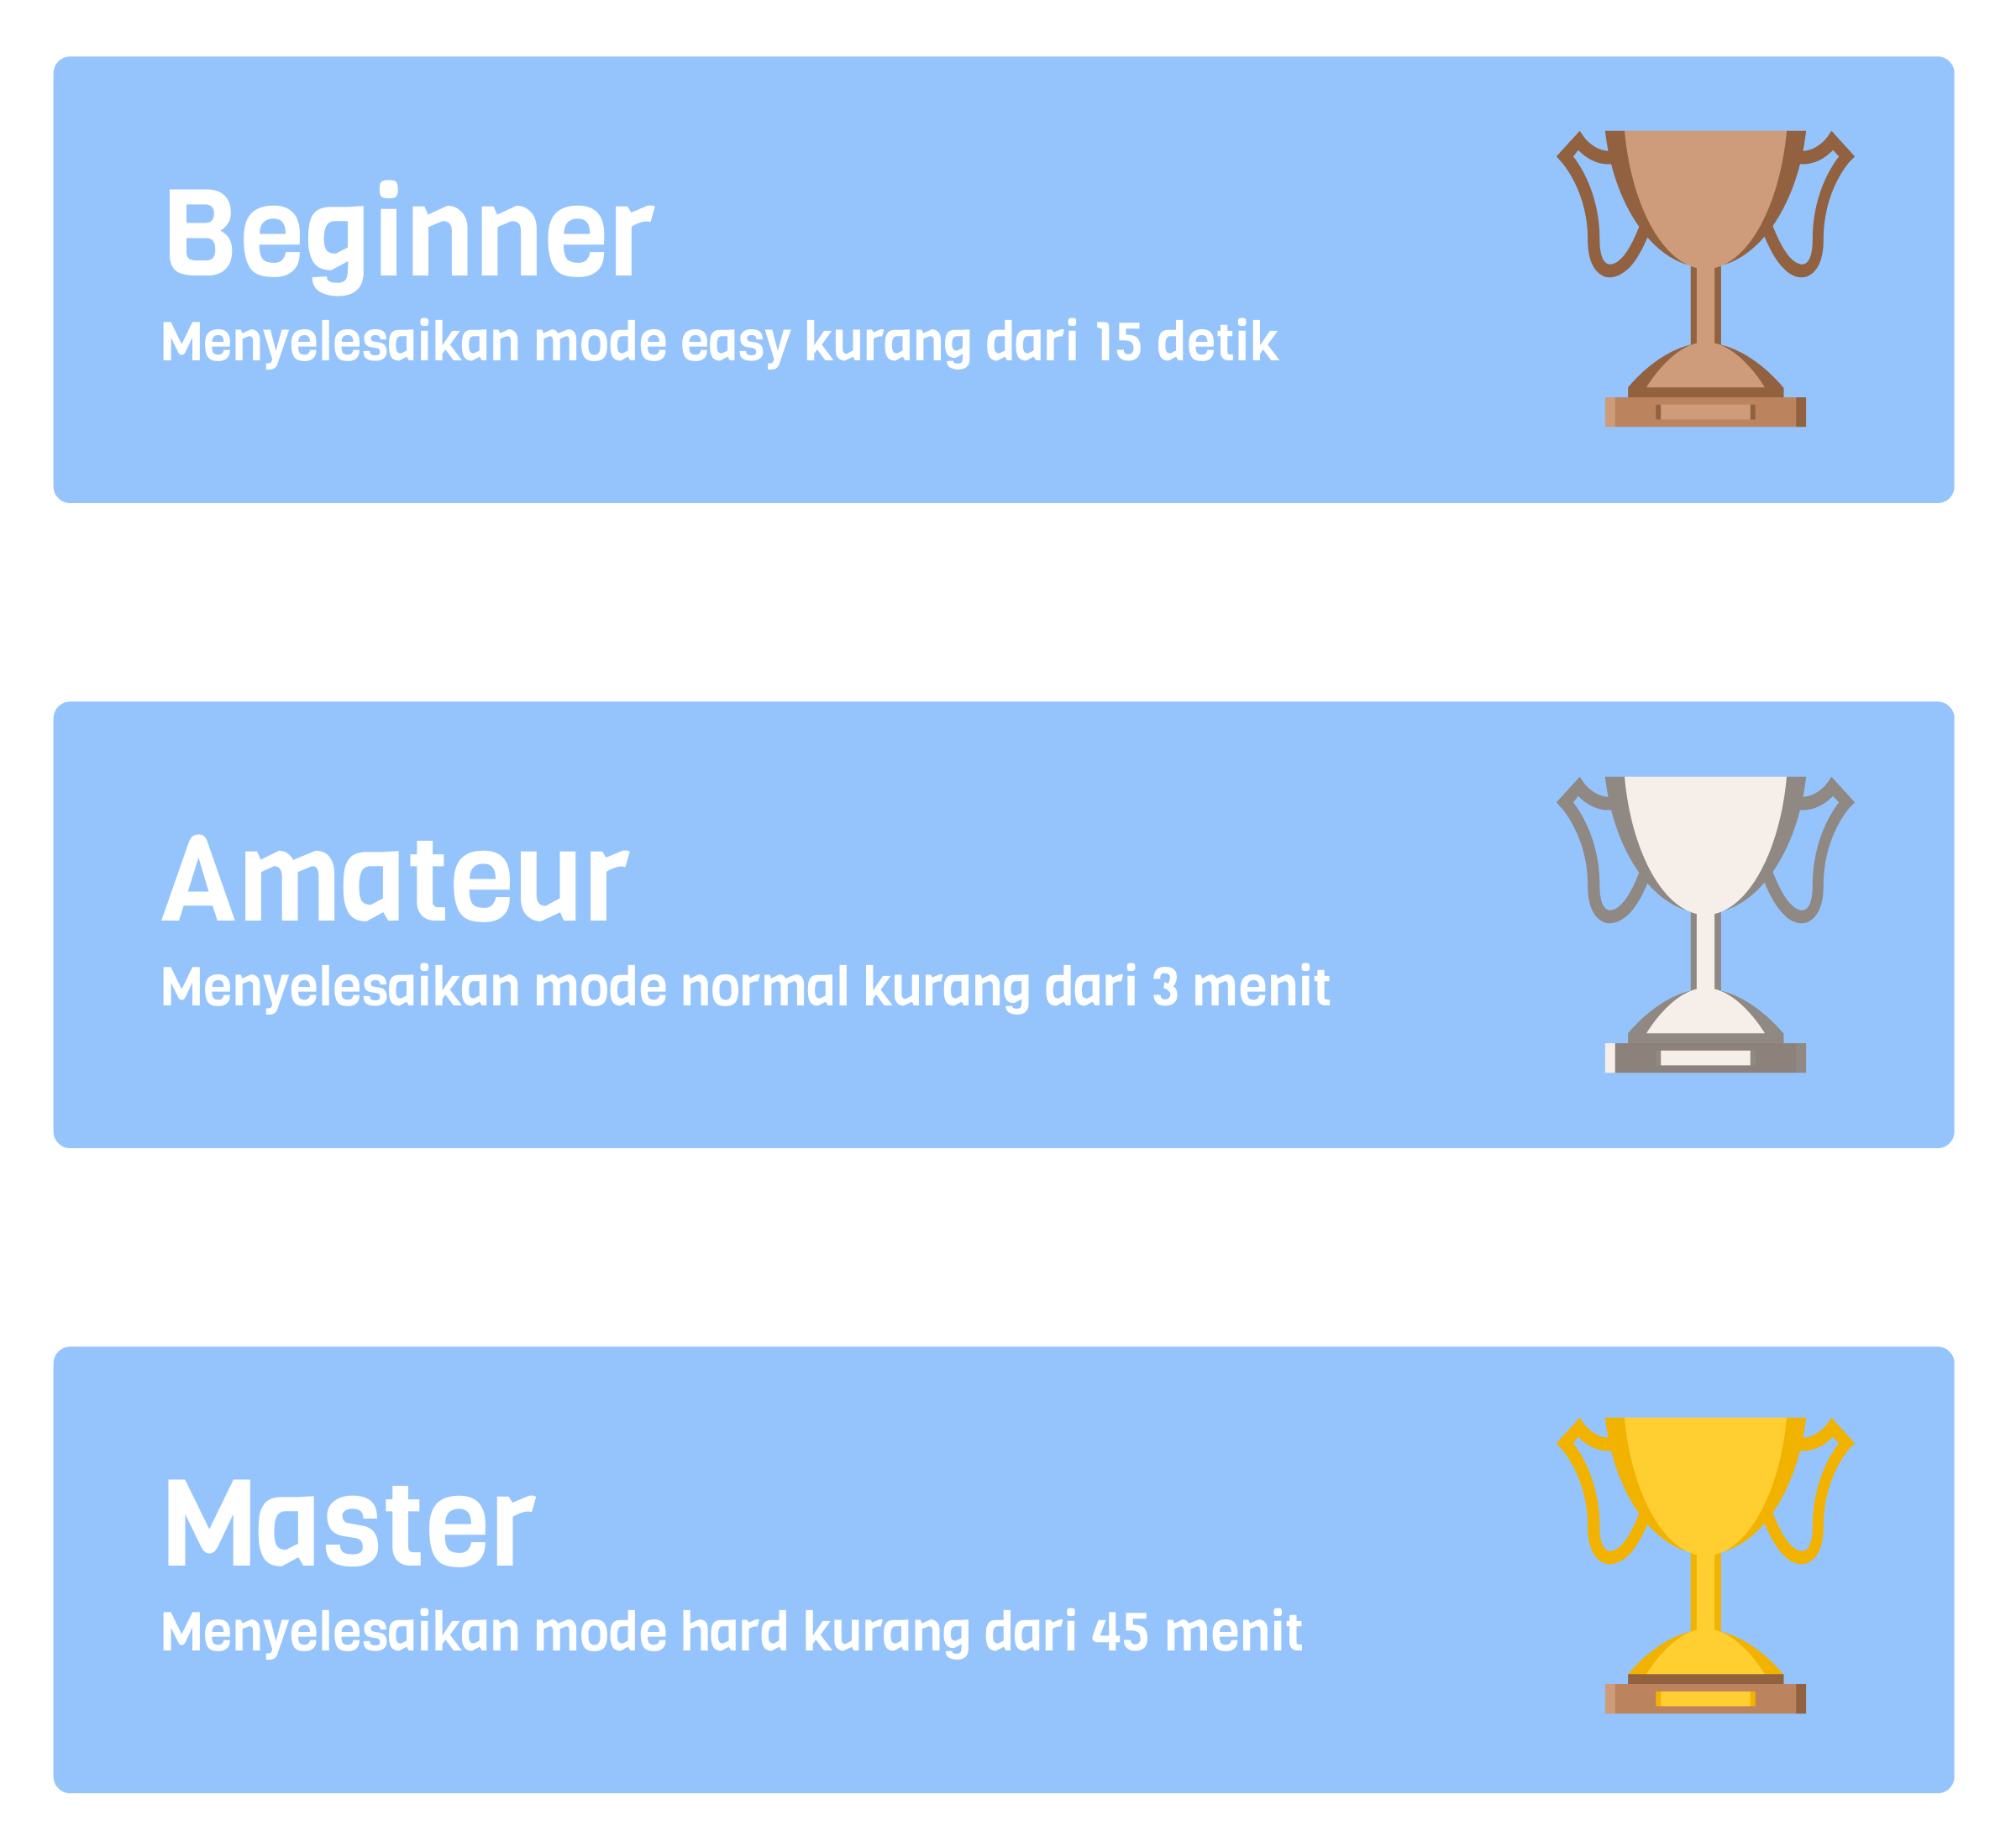 Beginner
Menyelesaikan mode easy kurang dari 15 detik
Amateur
Menyelesaikan mode normal kurang dari 3 menit
Master
Menyelesaikan mode hard kurang dari 45 menit